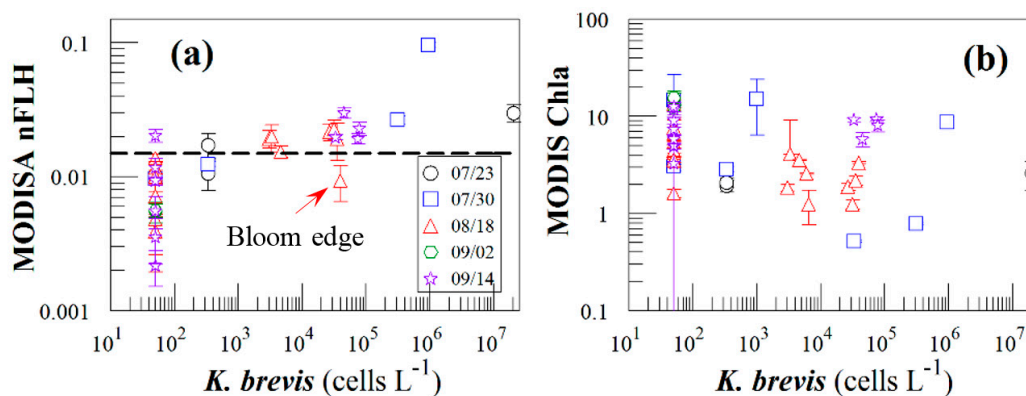 (a)
MODISA nFLH
0.1
0.01
0.001
Bloom edge
07/23
07/30
08/18
09/02
09/14
10¹ 10² 10³ 10⁴ 10⁵ 10⁶ 10⁷
K. brevis (cells L⁻¹)
(b)
MODIS Chla
100
10
1
0.1
10¹ 10² 10³ 10⁴ 10⁵ 10⁶ 10⁷
K. brevis (cells L⁻¹)